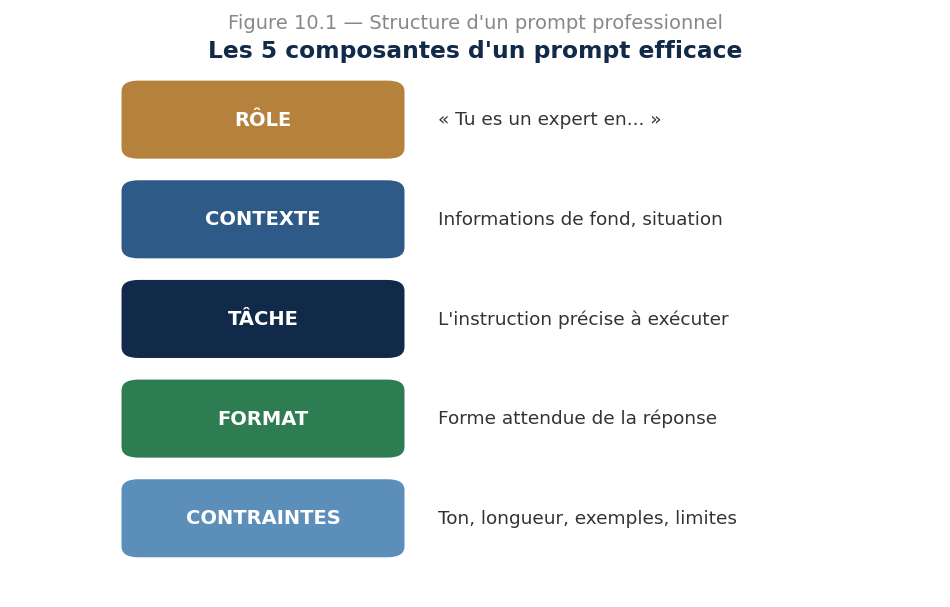 Figure 10.1 — Structure d'un prompt professionnel
Les 5 composantes d'un prompt efficace
RÔLE
« Tu es un expert en... »
CONTEXTE
Informations de fond, situation
TÂCHE
L'instruction précise à exécuter
FORMAT
Forme attendue de la réponse
CONTRAINTES
Ton, longueur, exemples, limites